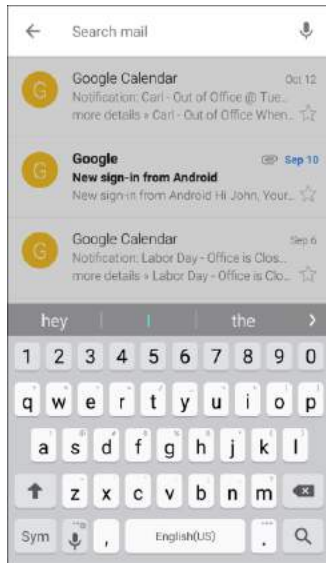 Search mail
Google Calendar Oct 12
Notification: Carl - Out of Office @ Tue...
more details » Carl - Out of Office When...
Google Sep 10
New sign-in from Android
New sign-in from Android Hi John, Your...
Google Calendar Sep 6
Notification: Labor Day - Office is Clos...
more details » Labor Day - Office is Clo...
hey I the
1 2 3 4 5 6 7 8 9 0
q w e r t y u i o p
a s d f g h j k l
z x c v b n m
Sym , English(US) .